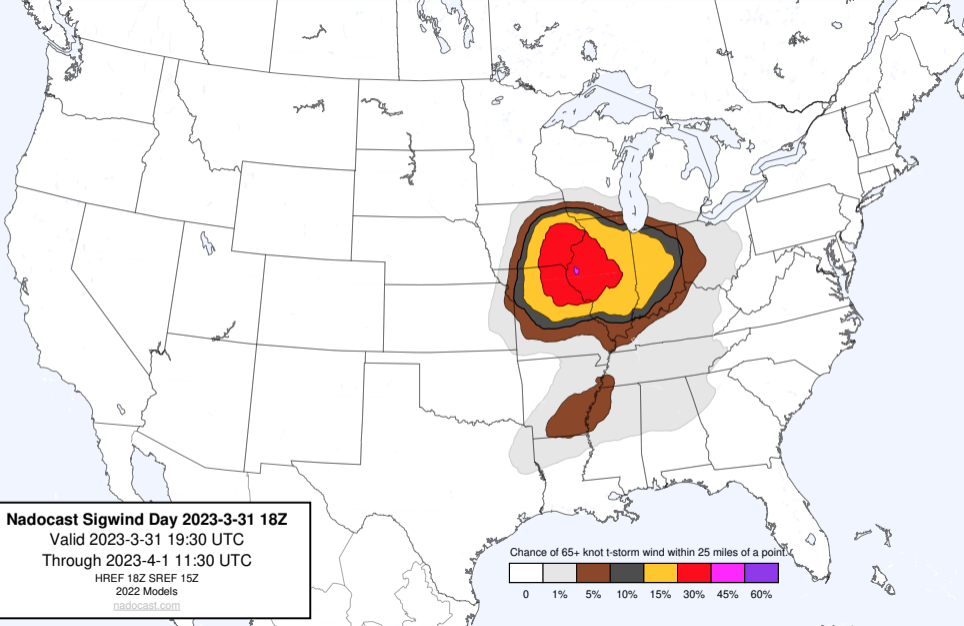 Nadocast Sigwind Day 2023-3-31 18Z
Valid 2023-3-31 19:30 UTC
Through 2023-4-1 11:30 UTC
HREF 18Z SREF 15Z
2022 Models
nadocast.com
Chance of 65+ knot t-storm wind within 25 miles of a point.
0 1% 5% 10% 15% 30% 45% 60%